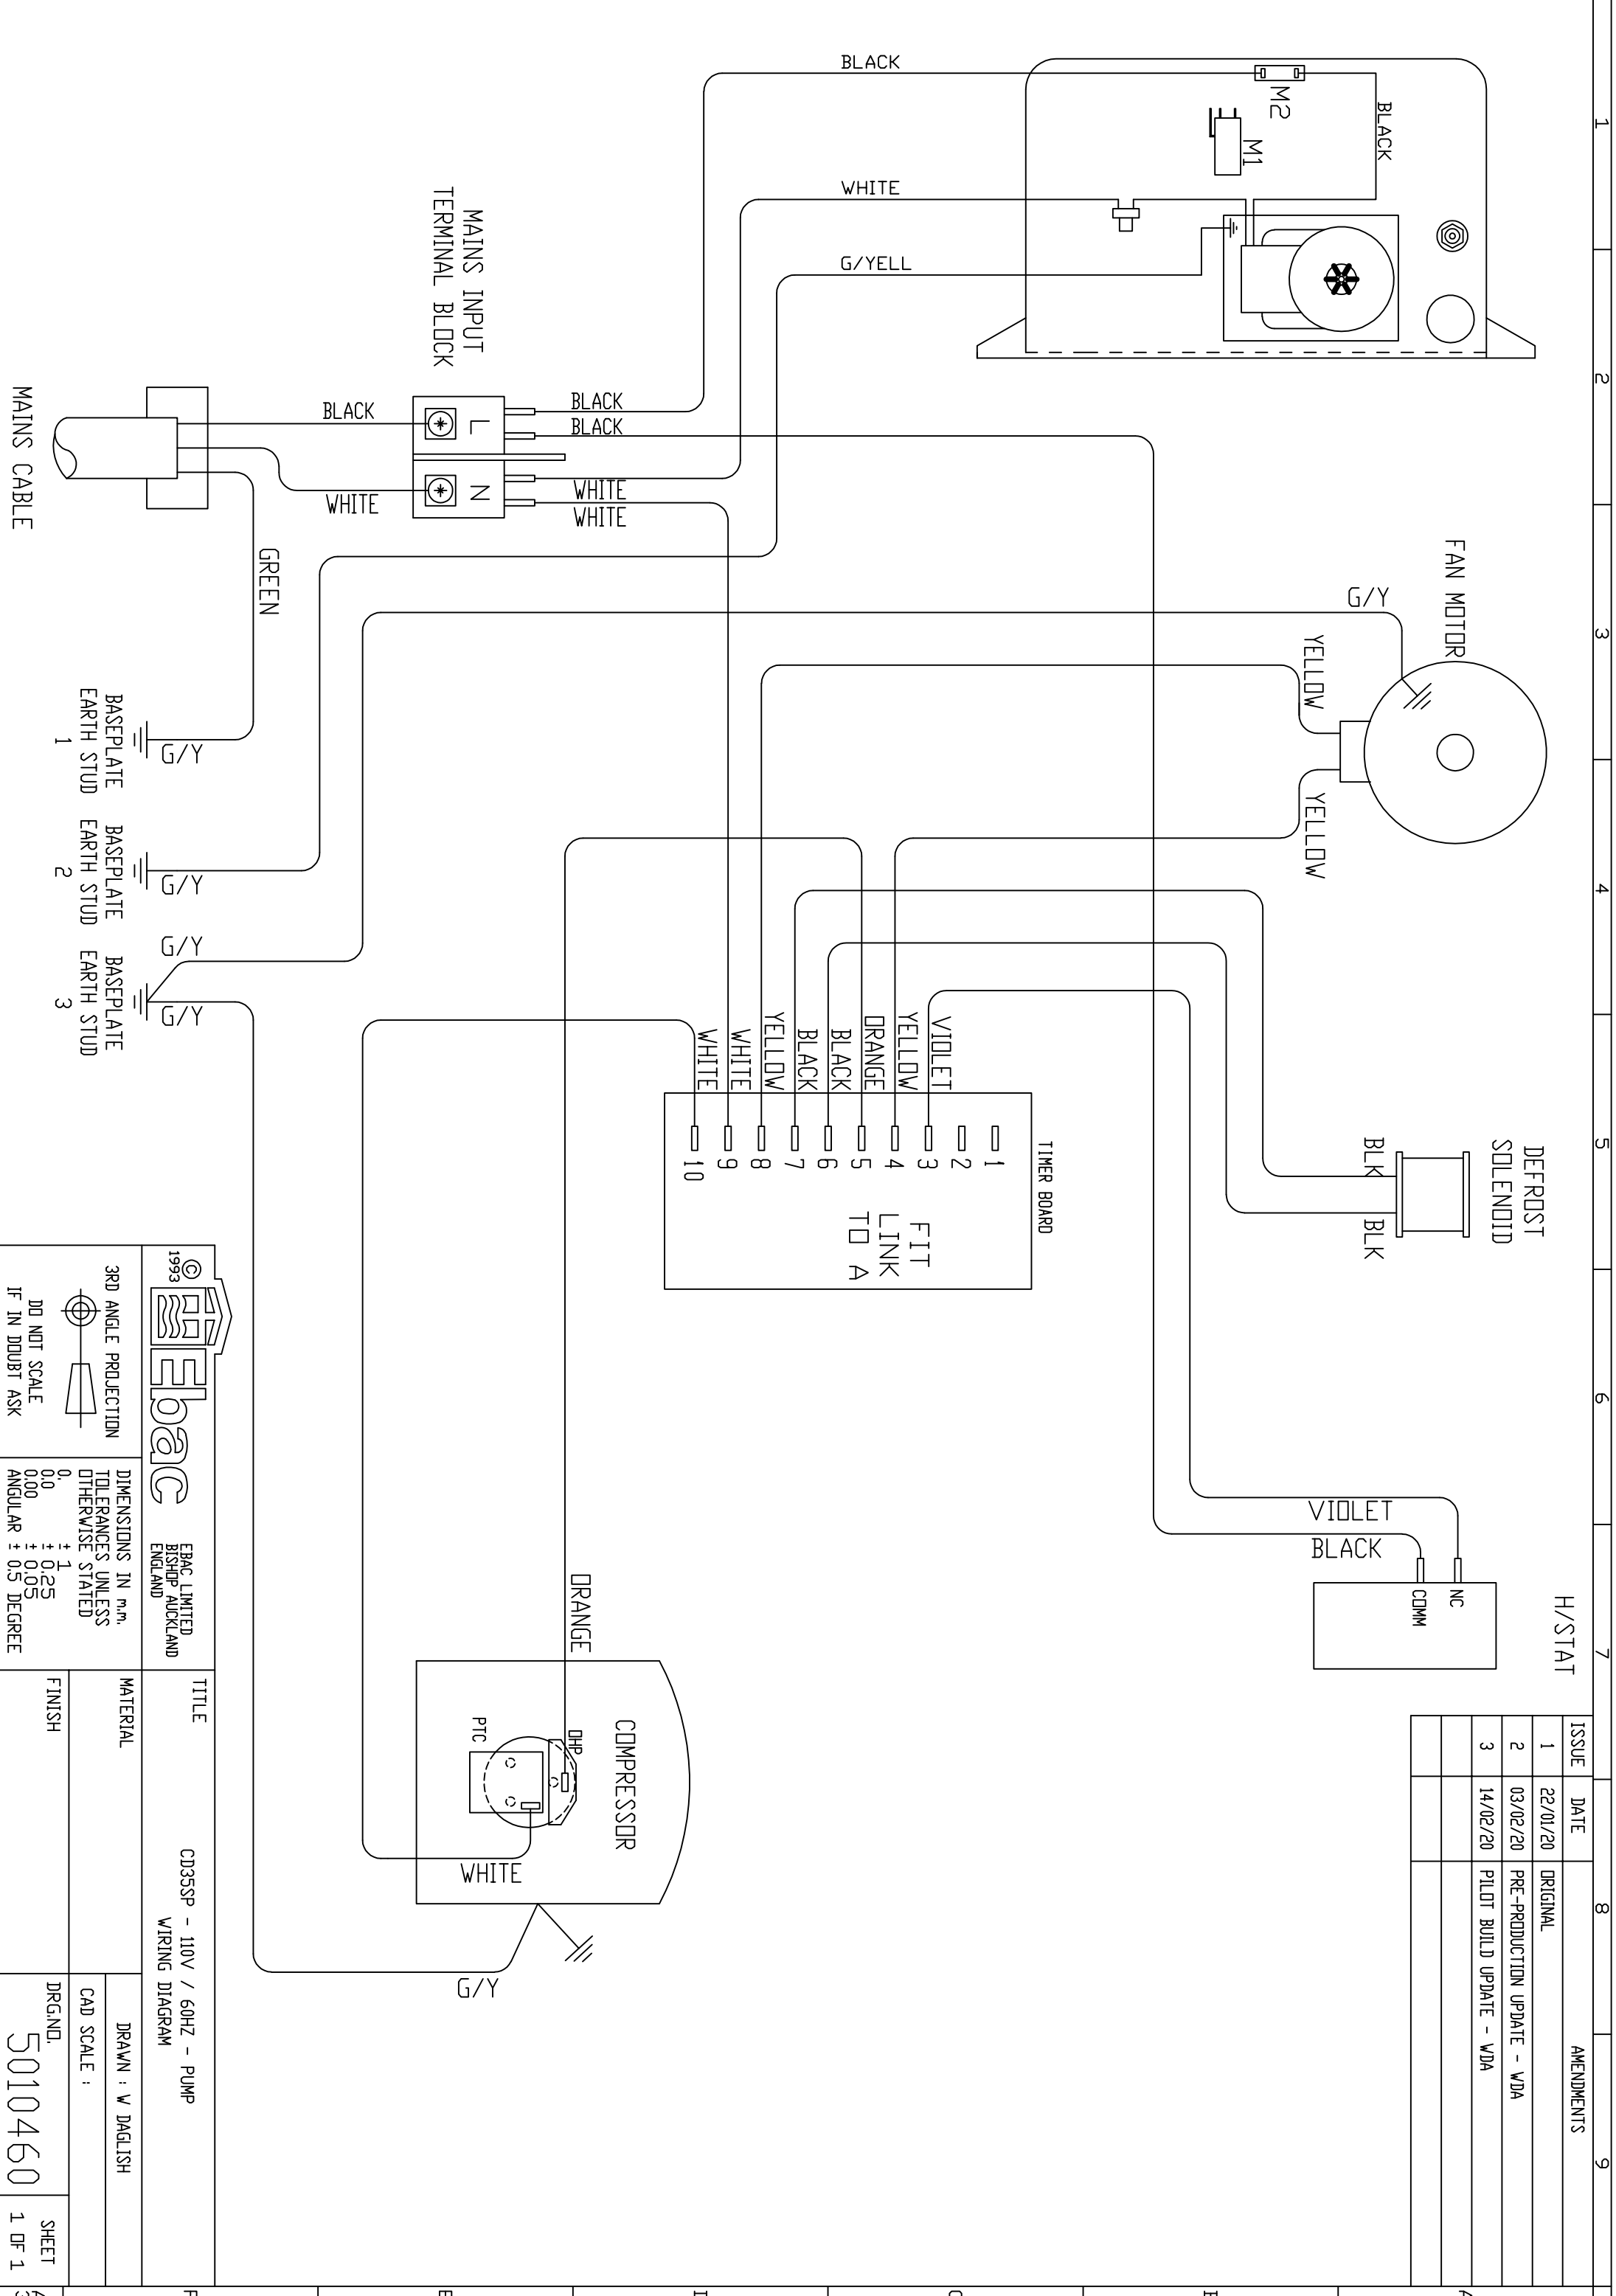 1
2
3
4
5
6
7
8
9
ISSUE DATE AMENDMENTS
1 22/01/20 ORIGINAL
2 03/02/20 PRE-PRODUCTION UPDATE - WDA
3 14/02/20 PILOT BUILD UPDATE - WDA
H/STAT
NC
COMM
VIOLET
BLACK
DEFROST
SOLENOID
BLK
BLK
FAN MOTOR
G/Y
YELLOW
YELLOW
BLACK
M2
M1
BLACK
WHITE
G/YELL
TIMER BOARD
1
2
3
4
5
6
7
8
9
10
FIT
LINK
TO A
VIOLET
YELLOW
ORANGE
BLACK
BLACK
YELLOW
WHITE
WHITE
MAINS INPUT
TERMINAL BLOCK
L
N
BLACK
BLACK
WHITE
WHITE
BLACK
WHITE
GREEN
MAINS CABLE
ORANGE
COMPRESSOR
OHP
PTC
WHITE
G/Y
G/Y
G/Y
G/Y
G/Y
BASEPLATE
EARTH STUD
1
BASEPLATE
EARTH STUD
2
BASEPLATE
EARTH STUD
3
© 1993
Ebac
EBAC LIMITED
BISHOP AUCKLAND
ENGLAND
3RD ANGLE PROJECTION
DO NOT SCALE
IF IN DOUBT ASK
DIMENSIONS IN m.m.
TOLERANCES UNLESS
OTHERWISE STATED
0. ± 1
0.0 ± 0.25
0.00 ± 0.05
ANGULAR ± 0.5 DEGREE
TITLE
CD35SP - 110V / 60HZ - PUMP
WIRING DIAGRAM
MATERIAL
FINISH
DRAWN : W DAGLISH
CAD SCALE :
DRG.NO.
5010460
SHEET
1 OF 1